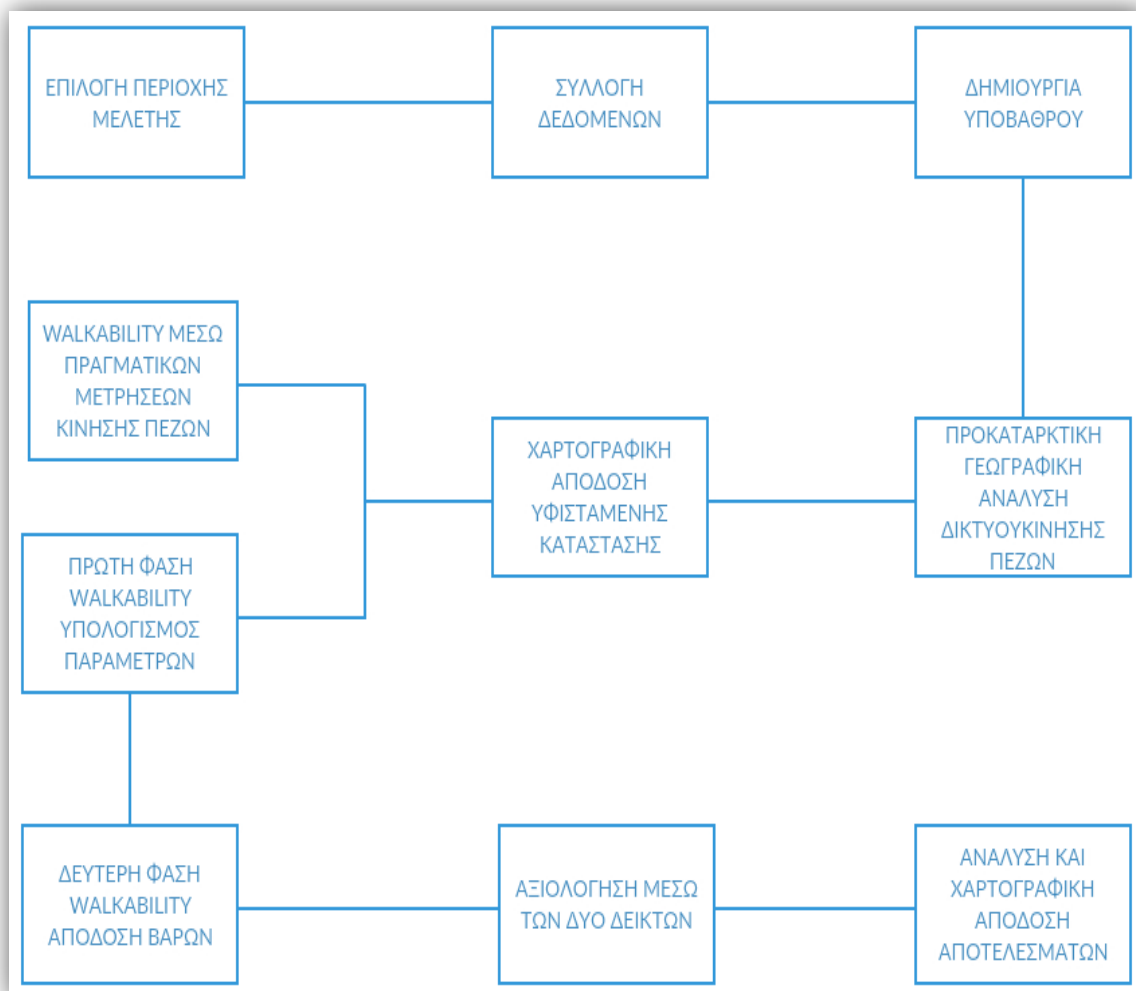 ΕΠΙΛΟΓΗ ΠΕΡΙΟΧΗΣ
ΜΕΛΕΤΗΣ
ΣΥΛΛΟΓΗ
ΔΕΔΟΜΕΝΩΝ
ΔΗΜΙΟΥΡΓΙΑ
ΥΠΟΒΑΘΡΟΥ
WALKABILITY ΜΕΣΩ
ΠΡΑΓΜΑΤΙΚΩΝ
ΜΕΤΡΗΣΕΩΝ
ΚΙΝΗΣΗΣ ΠΕΖΩΝ
ΧΑΡΤΟΓΡΑΦΙΚΗ
ΑΠΟΔΟΣΗ
ΥΦΙΣΤΑΜΕΝΗΣ
ΚΑΤΑΣΤΑΣΗΣ
ΠΡΟΚΑΤΑΡΚΤΙΚΗ
ΓΕΩΓΡΑΦΙΚΗ
ΑΝΑΛΥΣΗ
ΔΙΚΤΥΟΥΚΙΝΗΣΗΣ
ΠΕΖΩΝ
ΠΡΩΤΗ ΦΑΣΗ
WALKABILITY
ΥΠΟΛΟΓΙΣΜΟΣ
ΠΑΡΑΜΕΤΡΩΝ
ΔΕΥΤΕΡΗ ΦΑΣΗ
WALKABILITY
ΑΠΟΔΟΣΗ ΒΑΡΩΝ
ΑΞΙΟΛΟΓΗΣΗ ΜΕΣΩ
ΤΩΝ ΔΥΟ ΔΕΙΚΤΩΝ
ΑΝΑΛΥΣΗ ΚΑΙ
ΧΑΡΤΟΓΡΑΦΙΚΗ
ΑΠΟΔΟΣΗ
ΑΠΟΤΕΛΕΣΜΑΤΩΝ